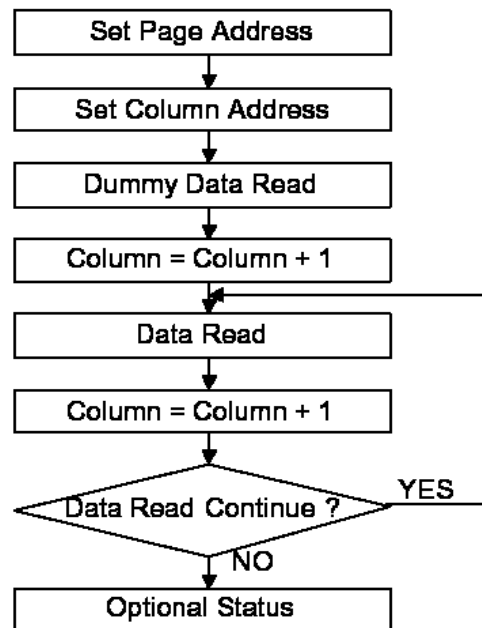 Set Page Address
Set Column Address
Dummy Data Read
Column = Column + 1
Data Read
Column = Column + 1
Data Read Continue ?
YES
NO
Optional Status